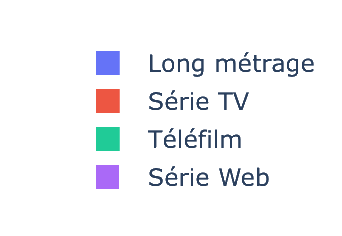 Long métrage
Série TV
Téléfilm
Série Web